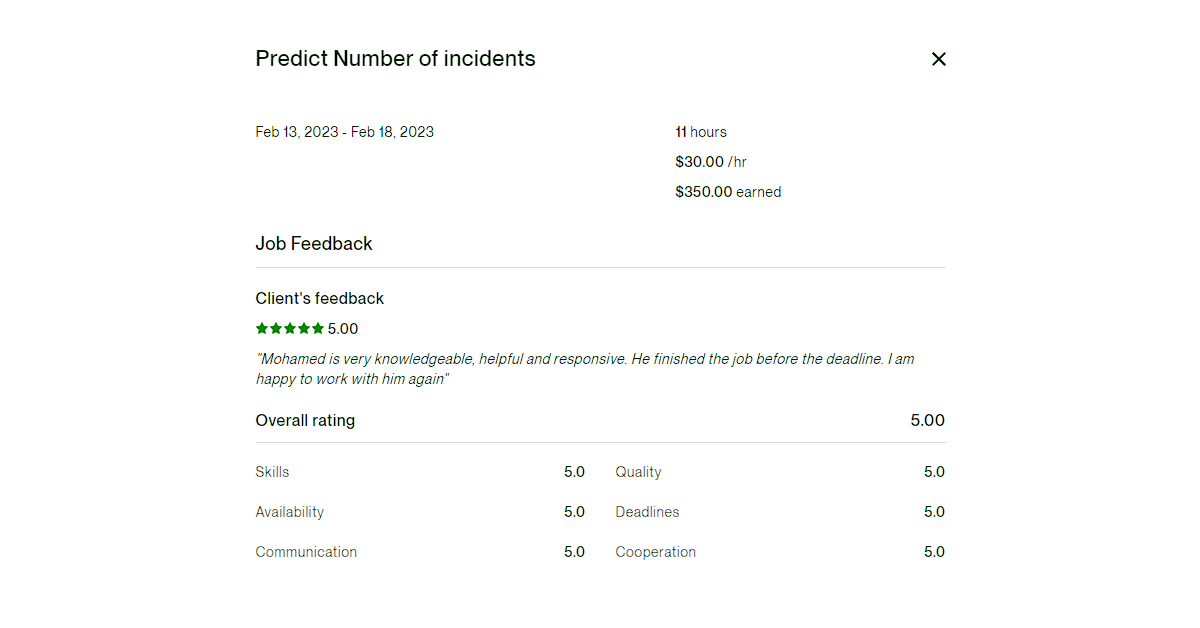 Predict Number of incidents
Feb 13, 2023 - Feb 18, 2023
11 hours
$30.00 /hr
$350.00 earned
Job Feedback
Client's feedback
5.00
"Mohamed is very knowledgeable, helpful and responsive. He finished the job before the deadline. I am
happy to work with him again"
Overall rating 5.00
Skills 5.0 Quality 5.0
Availability 5.0 Deadlines 5.0
Communication 5.0 Cooperation 5.0